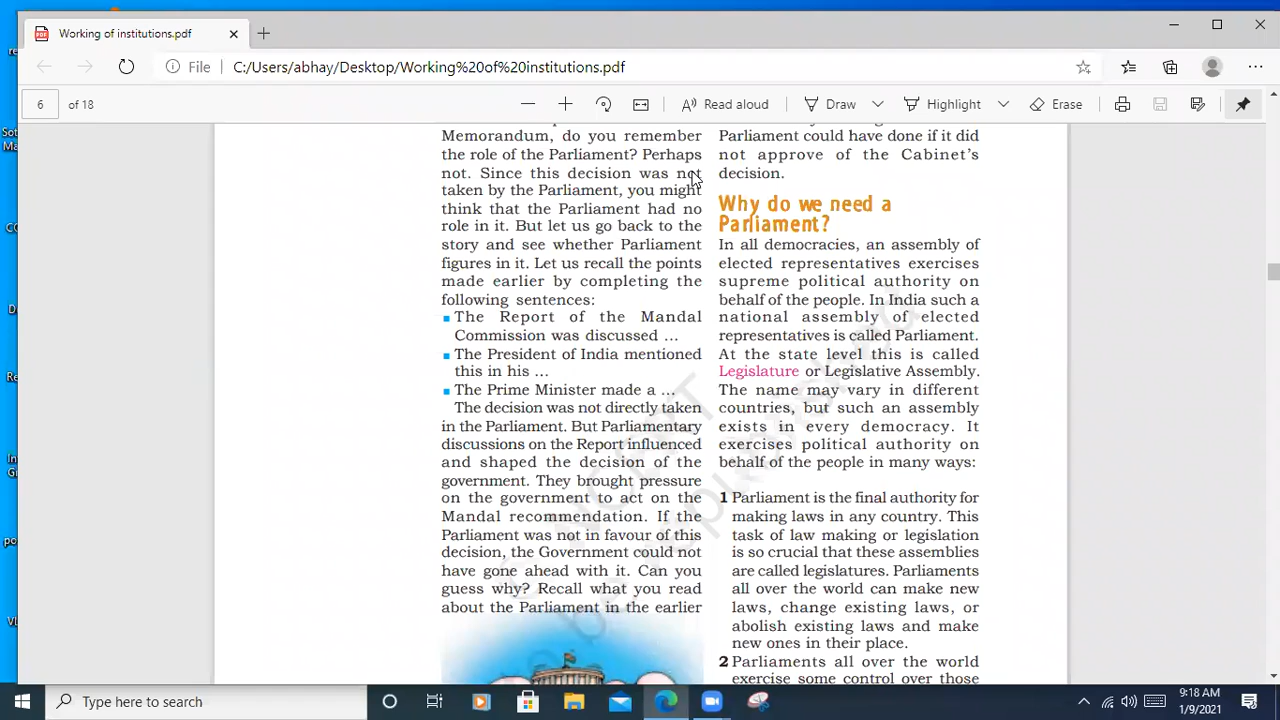 Working of institutions.pdf
File
C:/Users/abhay/Desktop/Working%20of%20institutions.pdf
6
of 18
Read aloud
Draw
Highlight
Erase
Memorandum, do you remember
the role of the Parliament? Perhaps
not. Since this decision was not
taken by the Parliament, you might
think that the Parliament had no
role in it. But let us go back to the
story and see whether Parliament
figures in it. Let us recall the points
made earlier by completing the
following sentences:
The Report of the Mandal
Commission was discussed …
The President of India mentioned
this in his …
The Prime Minister made a …
The decision was not directly taken
in the Parliament. But Parliamentary
discussions on the Report influenced
and shaped the decision of the
government. They brought pressure
on the government to act on the
Mandal recommendation. If the
Parliament was not in favour of this
decision, the Government could not
have gone ahead with it. Can you
guess why? Recall what you read
about the Parliament in the earlier
Parliament could have done if it did
not approve of the Cabinet's
decision.
Why do we need a
Parliament?
In all democracies, an assembly of
elected representatives exercises
supreme political authority on
behalf of the people. In India such a
national assembly of elected
representatives is called Parliament.
At the state level this is called
Legislature or Legislative Assembly.
The name may vary in different
countries, but such an assembly
exists in every democracy. It
exercises political authority on
behalf of the people in many ways:
1 Parliament is the final authority for
making laws in any country. This
task of law making or legislation
is so crucial that these assemblies
are called legislatures. Parliaments
all over the world can make new
laws, change existing laws, or
abolish existing laws and make
new ones in their place.
2 Parliaments all over the world
exercise some control over those
Type here to search
9:18 AM
1/9/2021